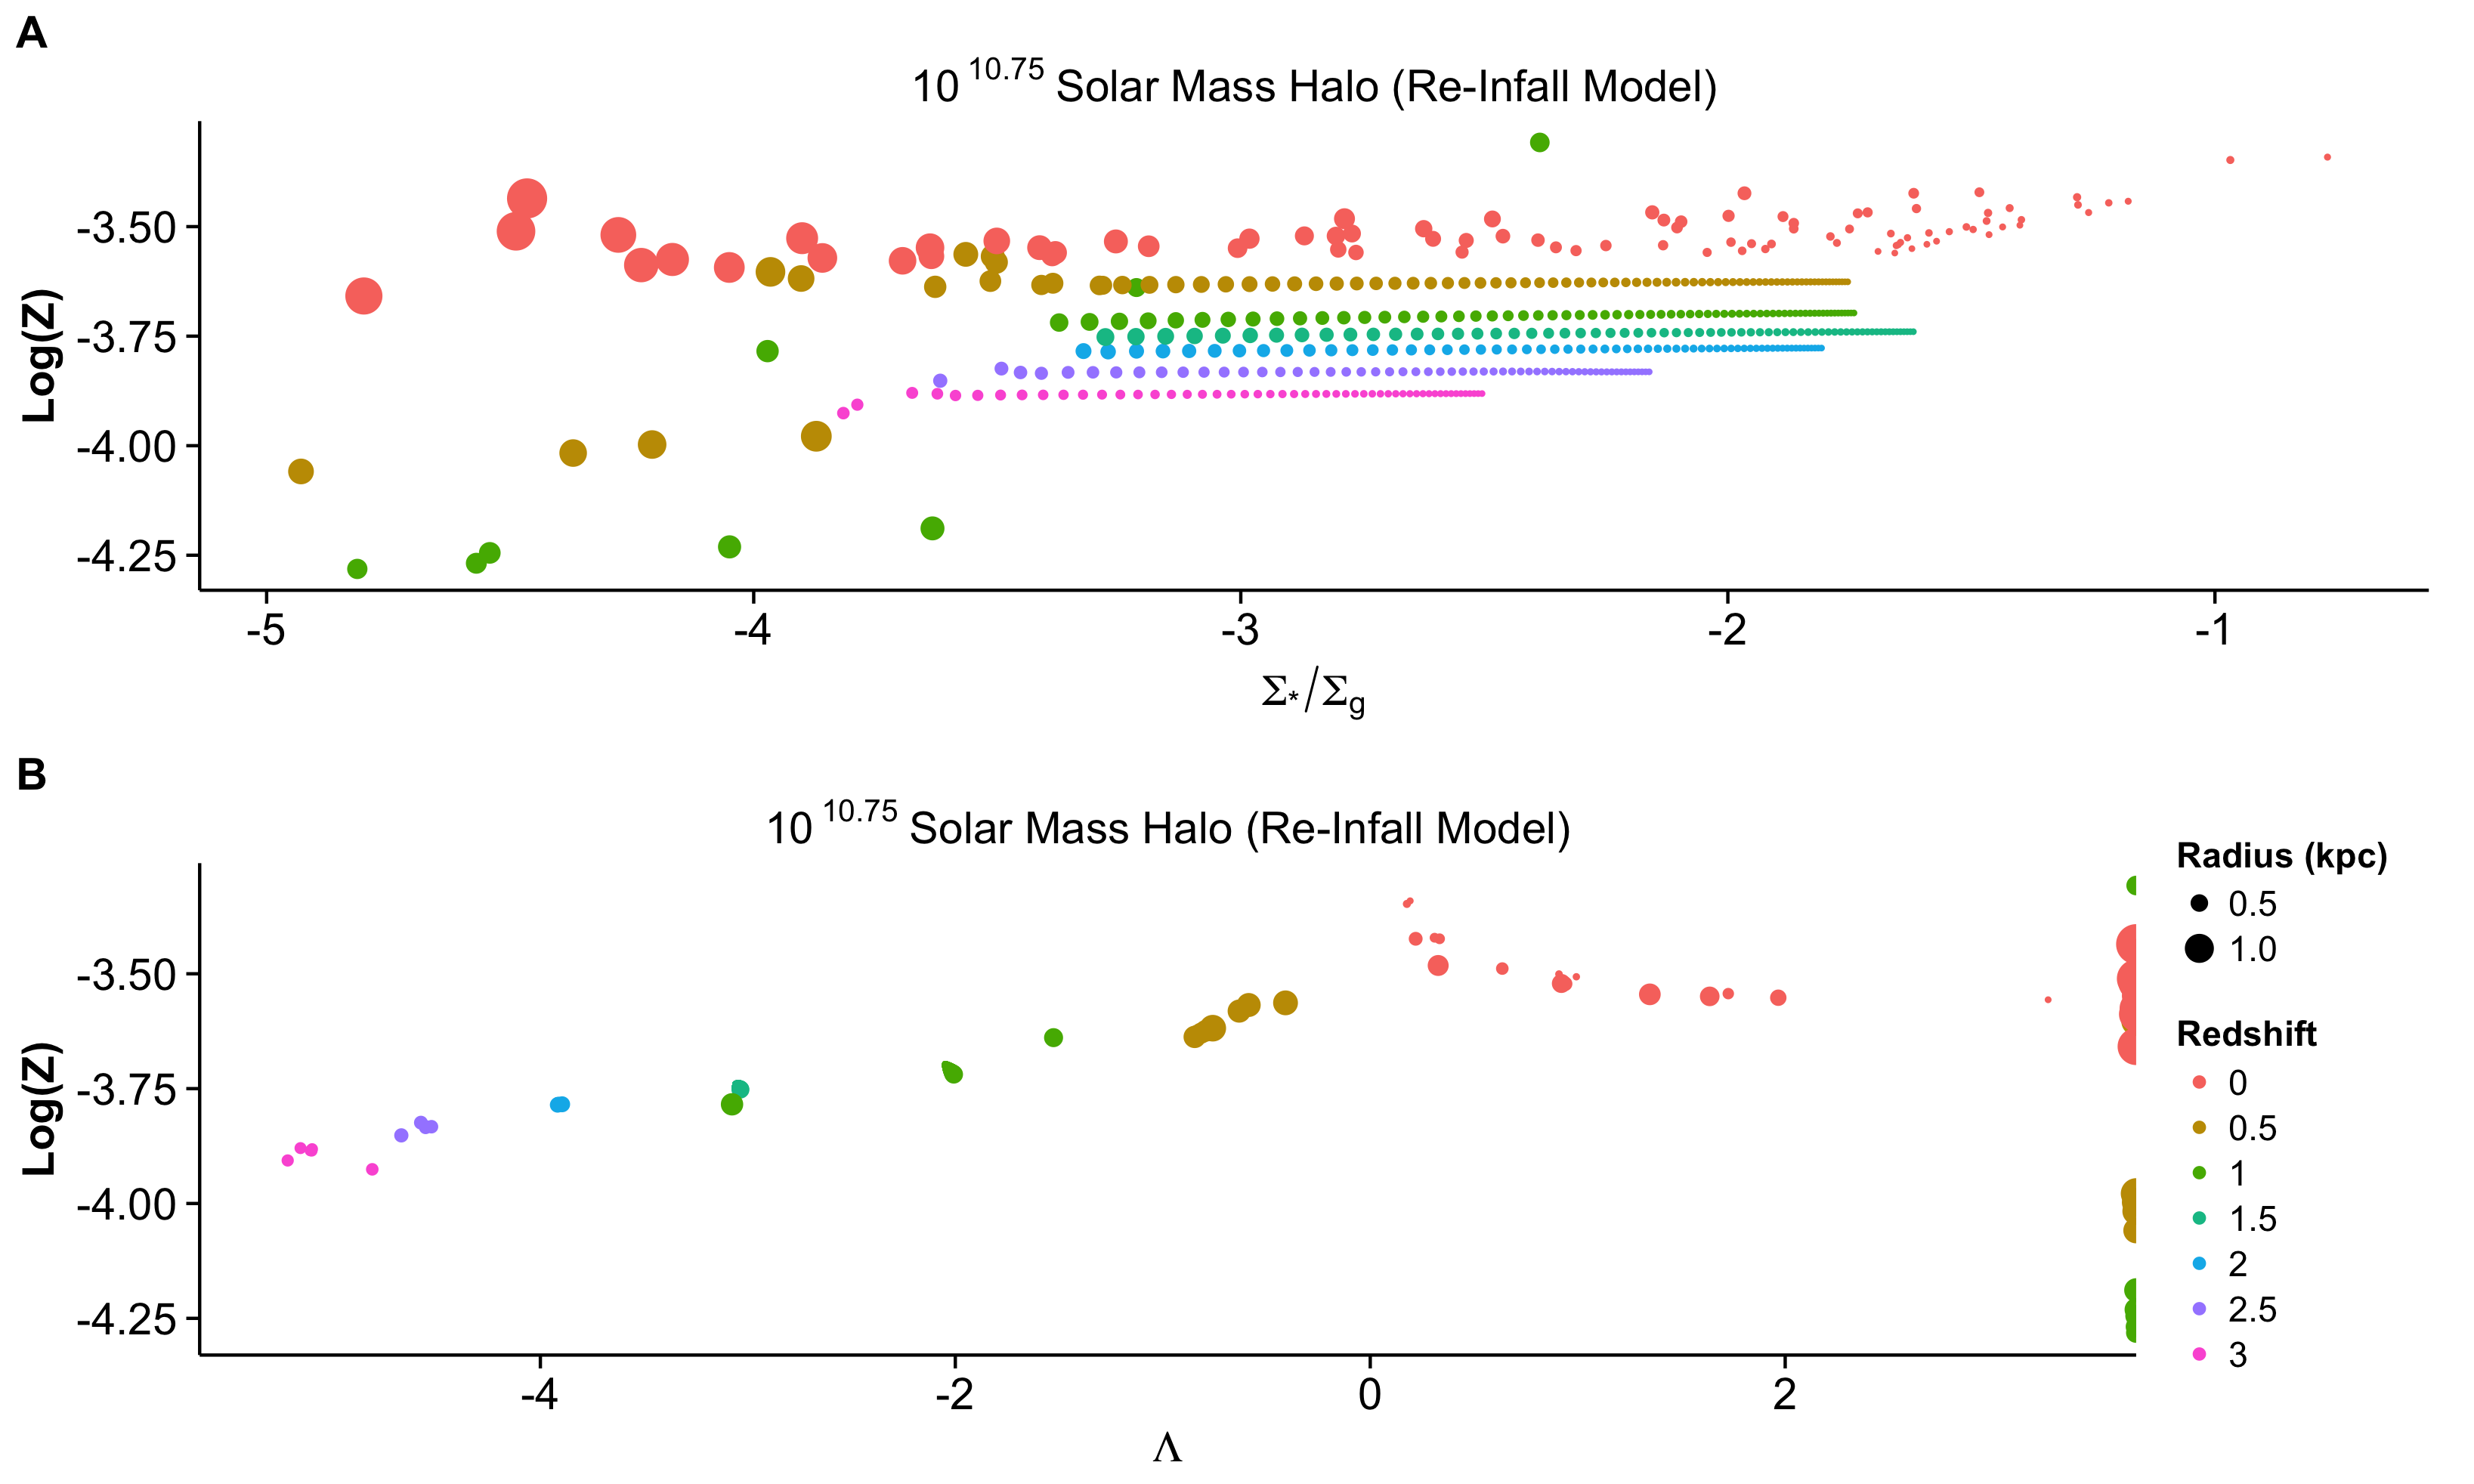 A
10^10.75 Solar Mass Halo (Re-Infall Model)
Log(Z)
-3.50
-3.75
-4.00
-4.25
-5 -4 -3 -2 -1
Σ*/Σg
B
10^10.75 Solar Mass Halo (Re-Infall Model)
Log(Z)
-3.50
-3.75
-4.00
-4.25
-4 -2 0 2
Λ
Radius (kpc)
0.5
1.0
Redshift
0
0.5
1
1.5
2
2.5
3